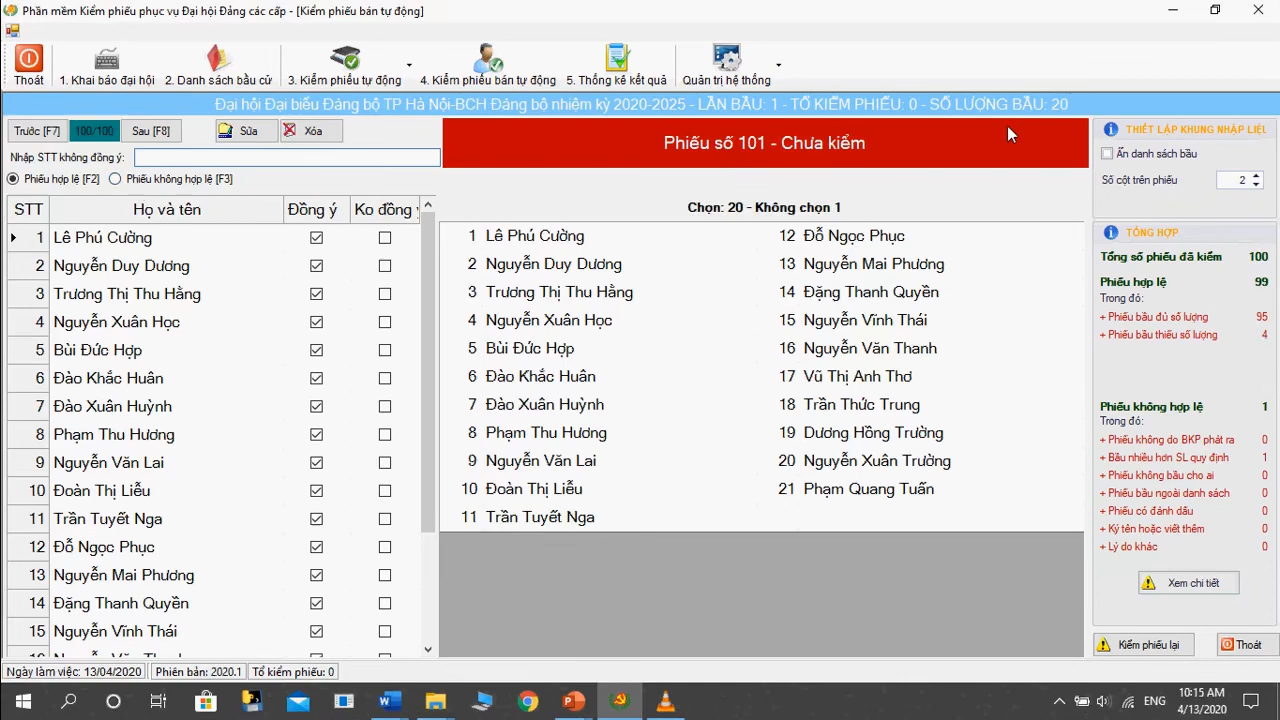 Phần mềm Kiểm phiếu phục vụ Đại hội Đảng các cấp - [Kiểm phiếu bán tự động]
Thoát
1. Khai báo đại hội
2. Danh sách bầu cử
3. Kiểm phiếu tự động
4. Kiểm phiếu bán tự động
5. Thống kê kết quả
Quản trị hệ thống
Đại hội Đại biểu Đảng bộ TP Hà Nội-BCH Đảng bộ nhiệm kỳ 2020-2025 - LẦN BẦU: 1 - TỔ KIỂM PHIẾU: 0 - SỐ LƯỢNG BẦU: 20
Trước [F7] 100/100 Sau [F8] Sửa Xóa
Nhập STT không đồng ý:
Phiếu hợp lệ [F2] Phiếu không hợp lệ [F3]
STT Họ và tên Đồng ý Ko đồng
1 Lê Phú Cường
2 Nguyễn Duy Dương
3 Trương Thị Thu Hằng
4 Nguyễn Xuân Học
5 Bùi Đức Hợp
6 Đào Khắc Huân
7 Đào Xuân Huỳnh
8 Phạm Thu Hương
9 Nguyễn Văn Lai
10 Đoàn Thị Liễu
11 Trần Tuyết Nga
12 Đỗ Ngọc Phục
13 Nguyễn Mai Phương
14 Đặng Thanh Quyền
15 Nguyễn Vĩnh Thái
Phiếu số 101 - Chưa kiểm
Chọn: 20 - Không chọn 1
1 Lê Phú Cường
2 Nguyễn Duy Dương
3 Trương Thị Thu Hằng
4 Nguyễn Xuân Học
5 Bùi Đức Hợp
6 Đào Khắc Huân
7 Đào Xuân Huỳnh
8 Phạm Thu Hương
9 Nguyễn Văn Lai
10 Đoàn Thị Liễu
11 Trần Tuyết Nga
12 Đỗ Ngọc Phục
13 Nguyễn Mai Phương
14 Đặng Thanh Quyền
15 Nguyễn Vĩnh Thái
16 Nguyễn Văn Thanh
17 Vũ Thị Anh Thơ
18 Trần Thức Trung
19 Dương Hồng Trường
20 Nguyễn Xuân Trường
21 Phạm Quang Tuấn
THIẾT LẬP KHUNG NHẬP LIỆU
Ẩn danh sách bầu
Số cột trên phiếu 2
TỔNG HỢP
Tổng số phiếu đã kiểm 100
Phiếu hợp lệ 99
Trong đó:
+ Phiếu bầu đủ số lượng 95
+ Phiếu bầu thiếu số lượng 4
Phiếu không hợp lệ 1
Trong đó:
+ Phiếu không do BKP phát ra 0
+ Bầu nhiều hơn SL quy định 1
+ Phiếu không bầu cho ai 0
+ Phiếu bầu ngoài danh sách 0
+ Phiếu có đánh dấu 0
+ Ký tên hoặc viết thêm 0
+ Lý do khác 0
Xem chi tiết
Kiểm phiếu lại Thoát
Ngày làm việc: 13/04/2020 Phiên bản: 2020.1 Tổ kiểm phiếu: 0
ENG
10:15 AM
4/13/2020